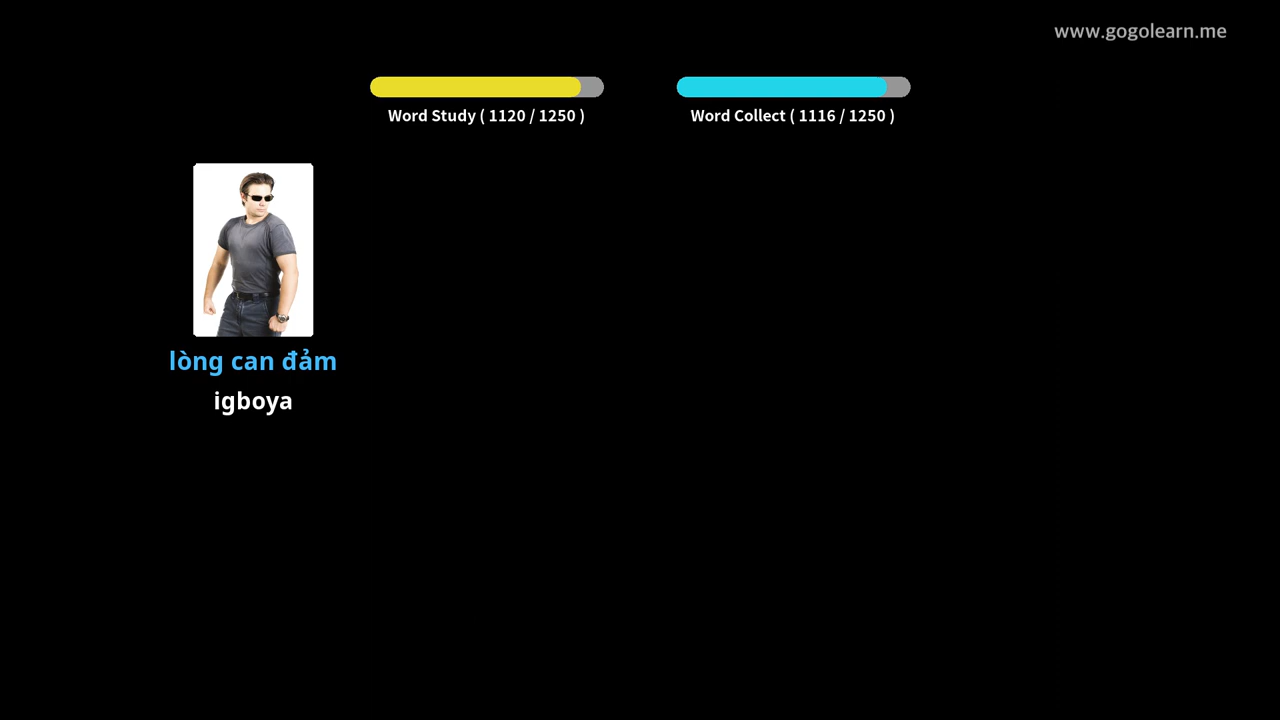 www.gogolearn.me
Word Study ( 1120 / 1250 )
Word Collect ( 1116 / 1250 )
lòng can đảm
igboya